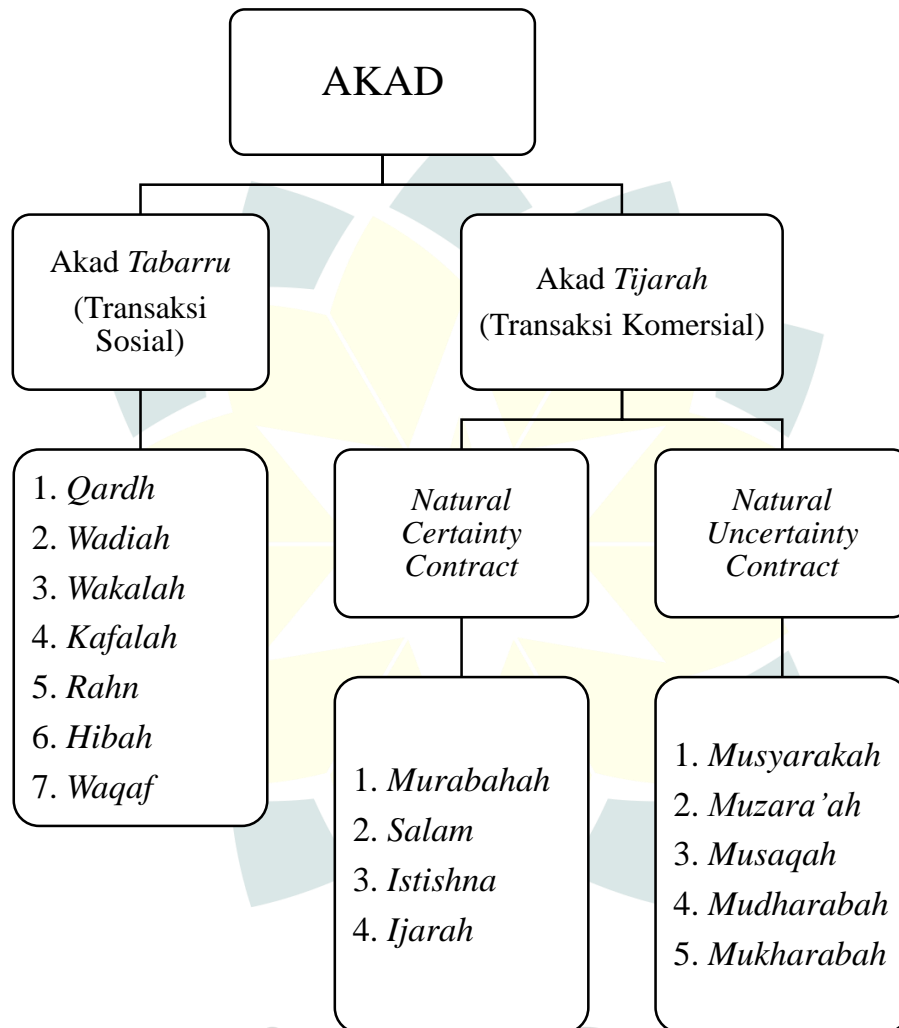 AKAD
Akad Tabarru
(Transaksi
Sosial)
Akad Tijarah
(Transaksi Komersial)
1. Qardh
2. Wadiah
3. Wakalah
4. Kafalah
5. Rahn
6. Hibah
7. Waqaf
Natural
Certainty
Contract
Natural
Uncertainty
Contract
1. Murabahah
2. Salam
3. Istishna
4. Ijarah
1. Musyarakah
2. Muzara’ah
3. Musaqah
4. Mudharabah
5. Mukharabah